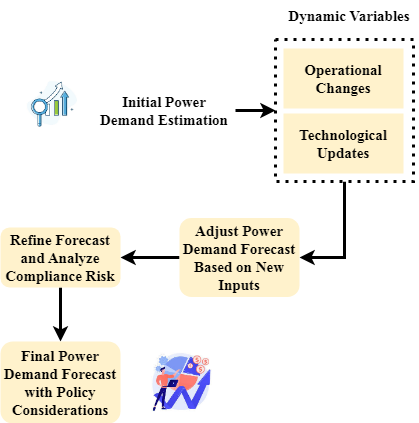 Dynamic Variables
Operational
Changes
Initial Power
Demand Estimation
Technological
Updates
Adjust Power
Demand Forecast
Based on New
Inputs
Refine Forecast
and Analyze
Compliance Risk
Final Power
Demand Forecast
with Policy
Considerations